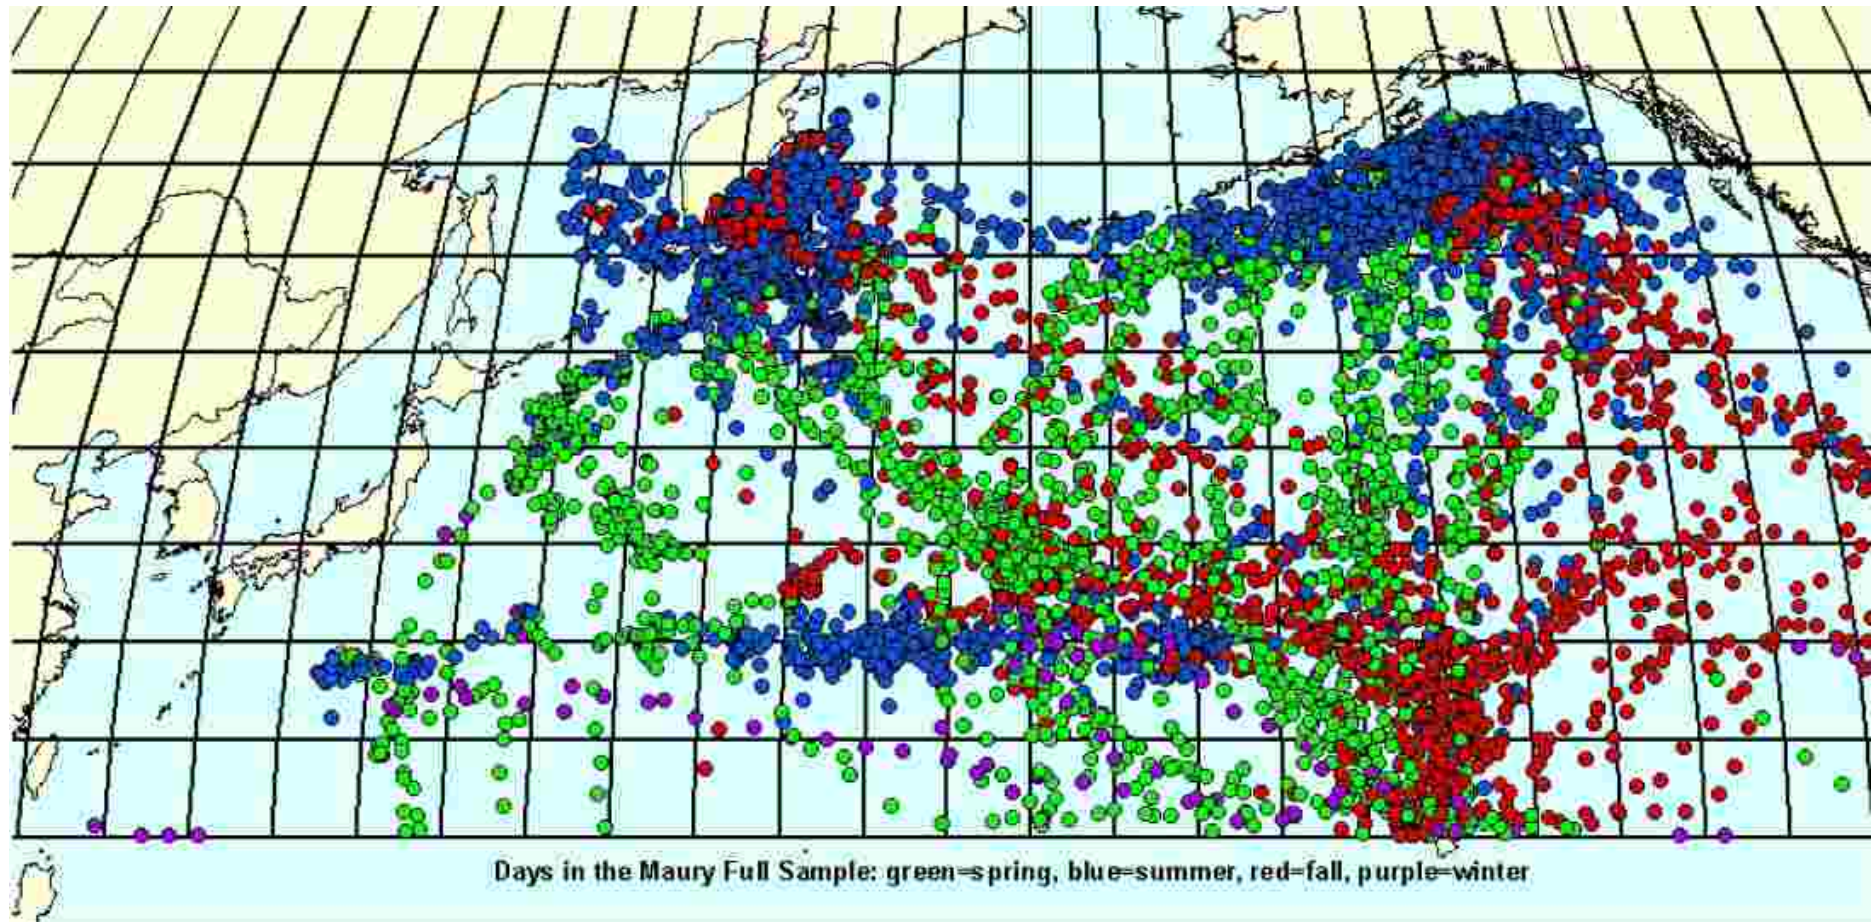 Days in the Maury Full Sample: green=spring, blue=summer, red=fall, purple=winter